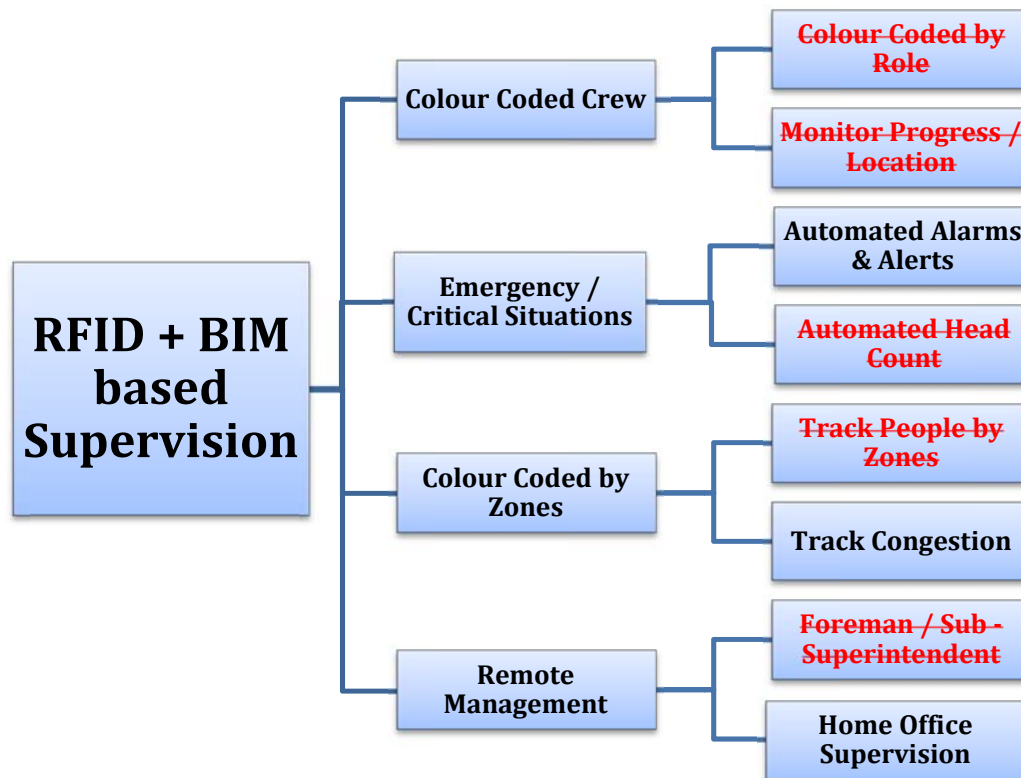 RFID + BIM
based
Supervision
Colour Coded Crew
Colour Coded by
Role
Monitor Progress /
Location
Emergency /
Critical Situations
Automated Alarms
& Alerts
Automated Head
Count
Colour Coded by
Zones
Track People by
Zones
Track Congestion
Remote
Management
Foreman / Sub -
Superintendent
Home Office
Supervision